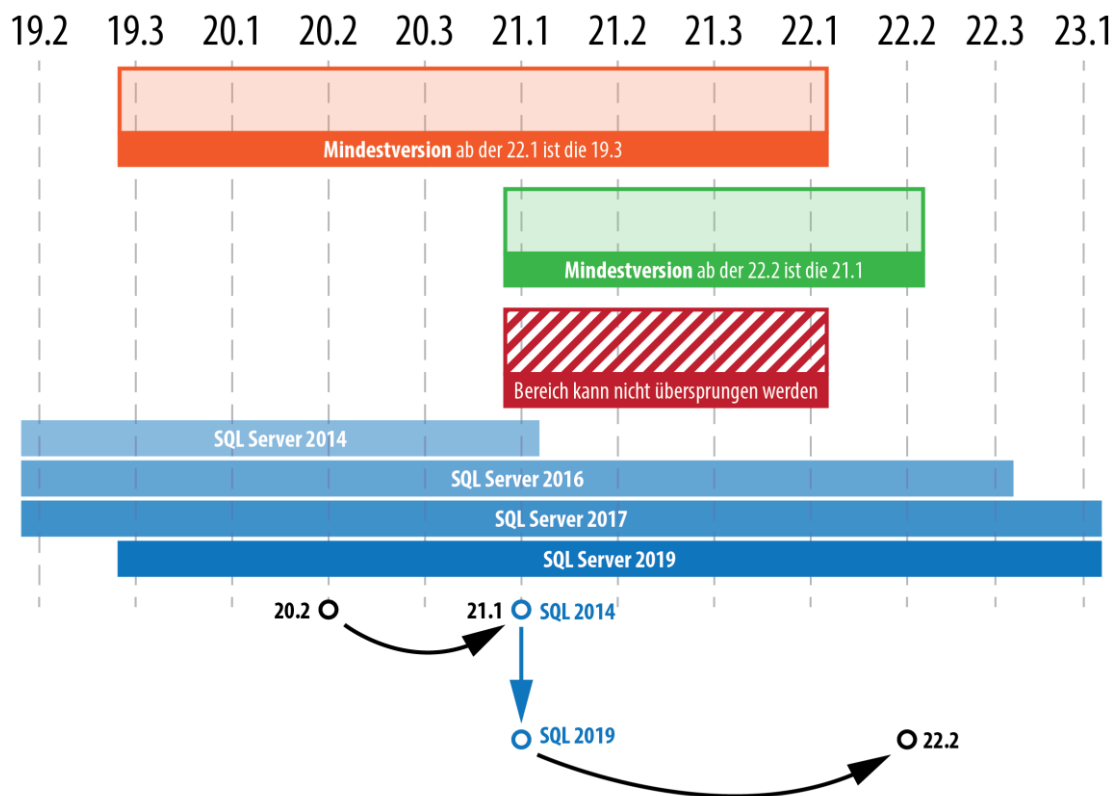 19.2 19.3 20.1 20.2 20.3 21.1 21.2 21.3 22.1 22.2 22.3 23.1
Mindestversion ab der 22.1 ist die 19.3
Mindestversion ab der 22.2 ist die 21.1
Bereich kann nicht übersprungen werden
SQL Server 2014
SQL Server 2016
SQL Server 2017
SQL Server 2019
20.2 21.1 SQL 2014
SQL 2019 22.2